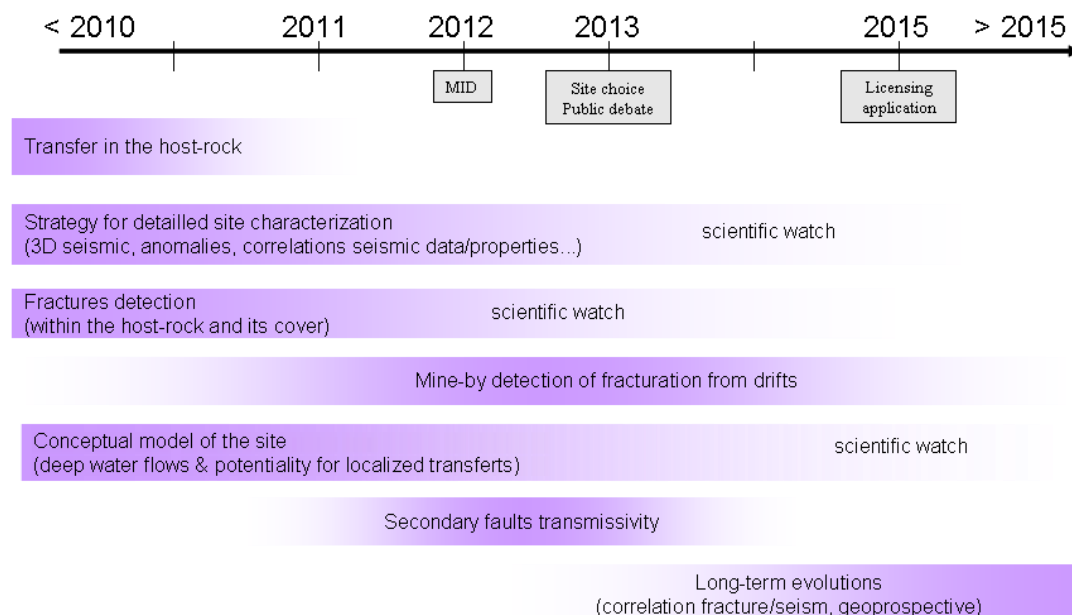 < 2010 2011 2012 2013 2015 > 2015
MID
Site choice
Public debate
Licensing
application
Transfer in the host-rock
Strategy for detailled site characterization
(3D seismic, anomalies, correlations seismic data/properties...)
scientific watch
Fractures detection
(within the host-rock and its cover)
scientific watch
Mine-by detection of fracturation from drifts
Conceptual model of the site
(deep water flows & potentiality for localized transferts)
scientific watch
Secondary faults transmissivity
Long-term evolutions
(correlation fracture/seism, geoprospective)